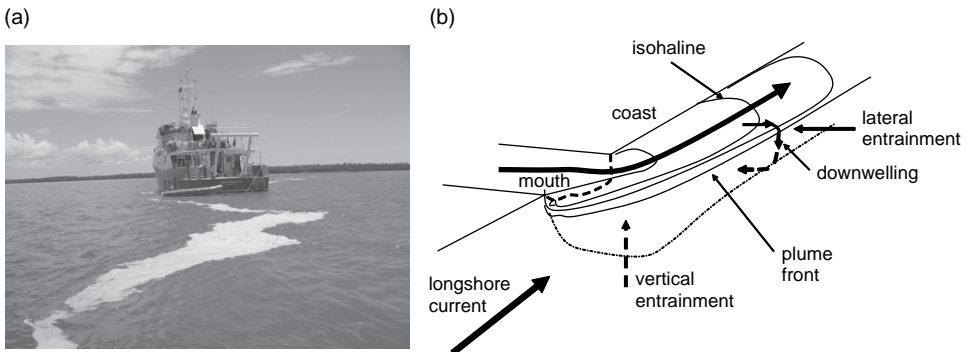 (a)
(b)
isohaline
coast
lateral
entrainment
mouth
downwelling
plume
front
longshore
current
vertical
entrainment